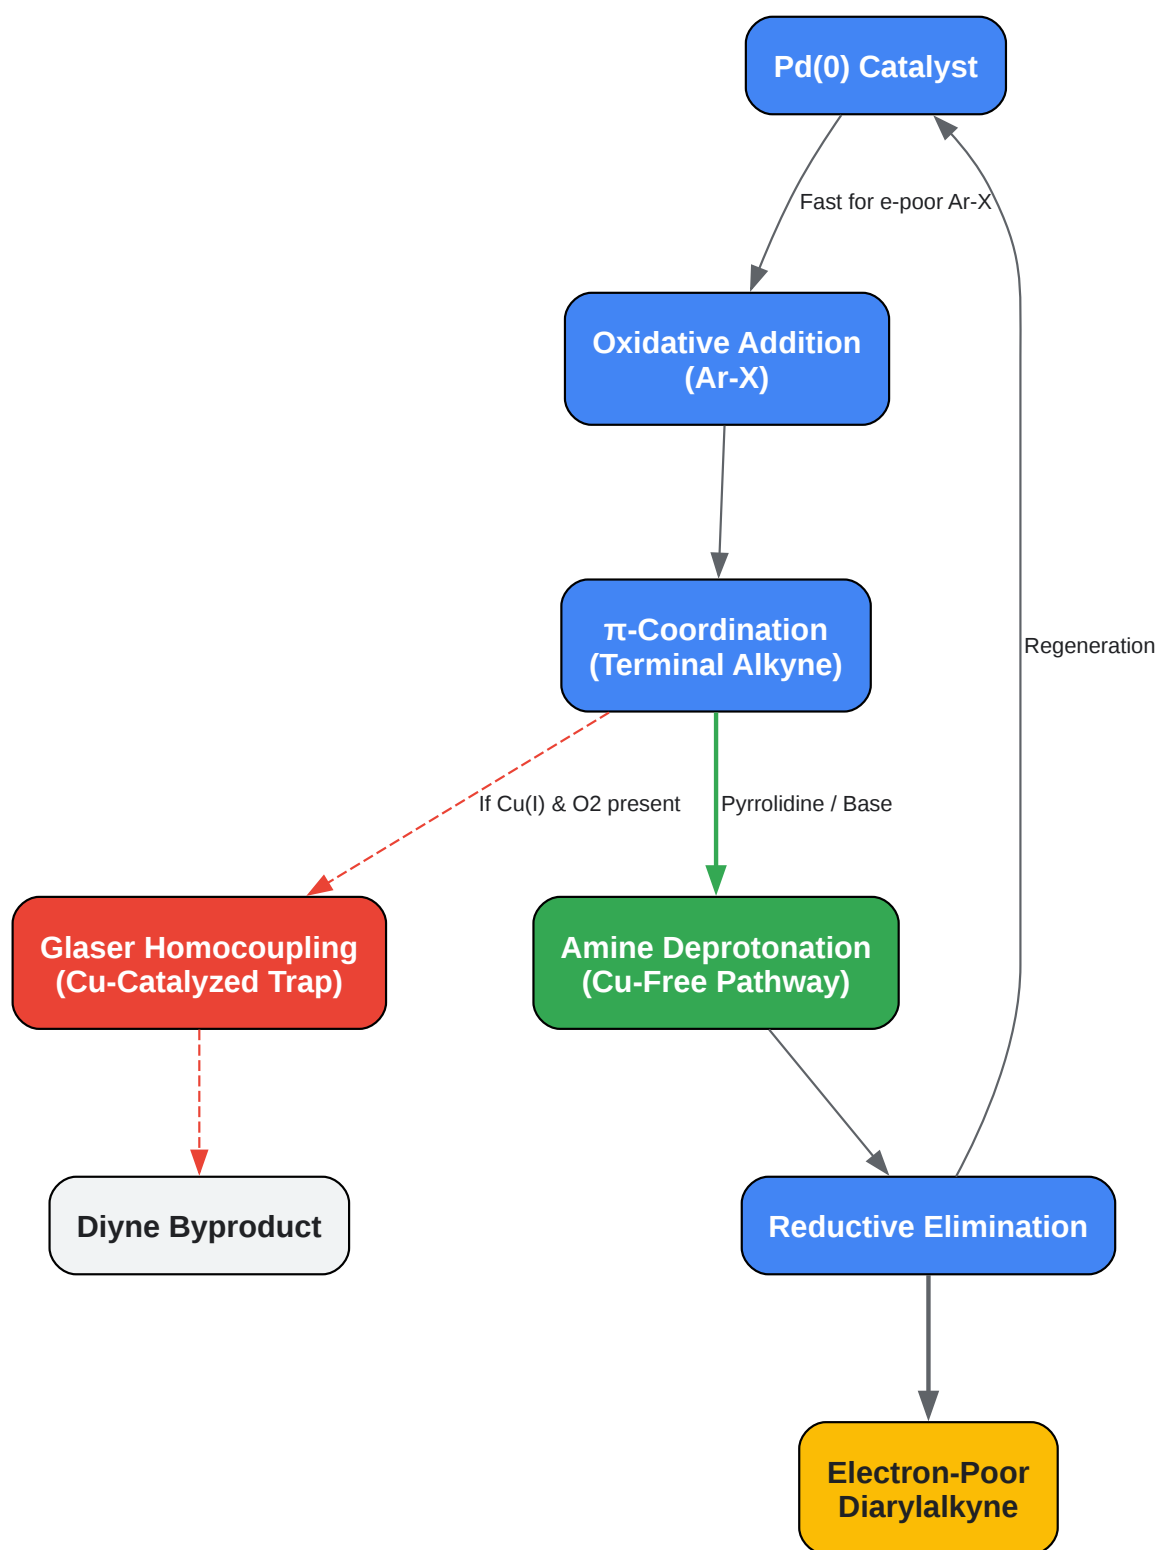 Pd(0) Catalyst
Fast for e-poor Ar-X
Oxidative Addition
(Ar-X)
π-Coordination
(Terminal Alkyne)
Regeneration
If Cu(I) & O2 present
Pyrrolidine / Base
Glaser Homocoupling
(Cu-Catalyzed Trap)
Amine Deprotonation
(Cu-Free Pathway)
Diyne Byproduct
Reductive Elimination
Electron-Poor
Diarylalkyne